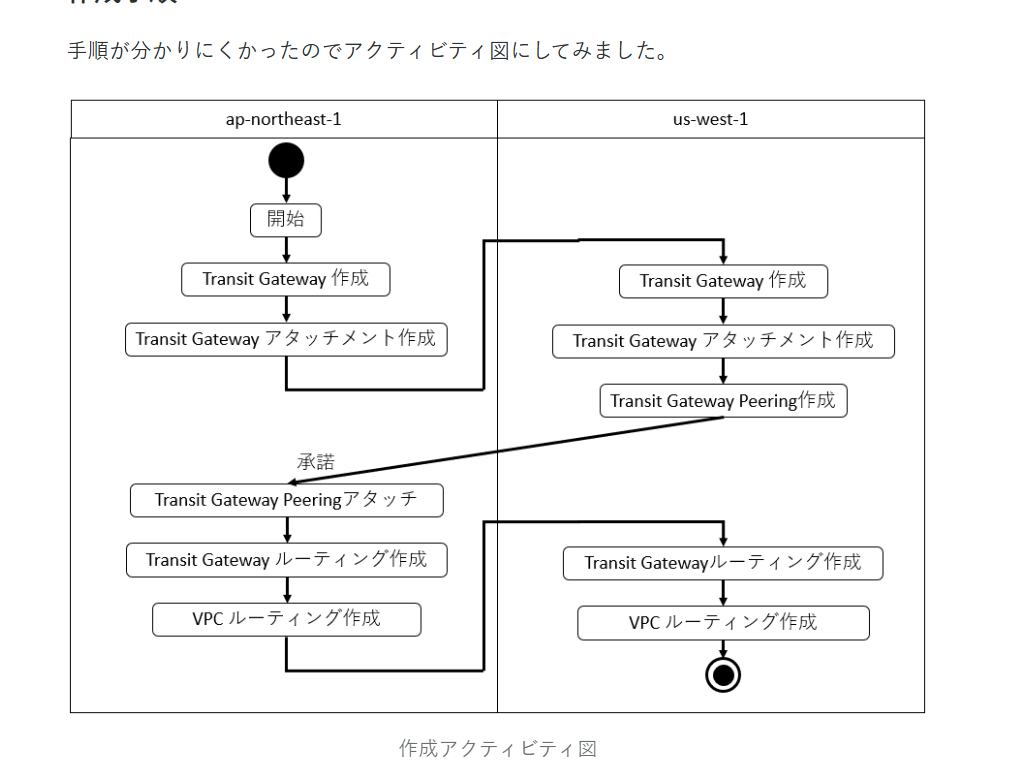 手順が分かりにくかったのでアクティビティ図にしてみました。
ap-northeast-1
us-west-1
開始
Transit Gateway 作成
Transit Gateway アタッチメント作成
Transit Gateway 作成
Transit Gateway アタッチメント作成
Transit Gateway Peering作成
承諾
Transit Gateway Peeringアタッチ
Transit Gateway ルーティング作成
VPC ルーティング作成
Transit Gatewayルーティング作成
VPC ルーティング作成
作成アクティビティ図